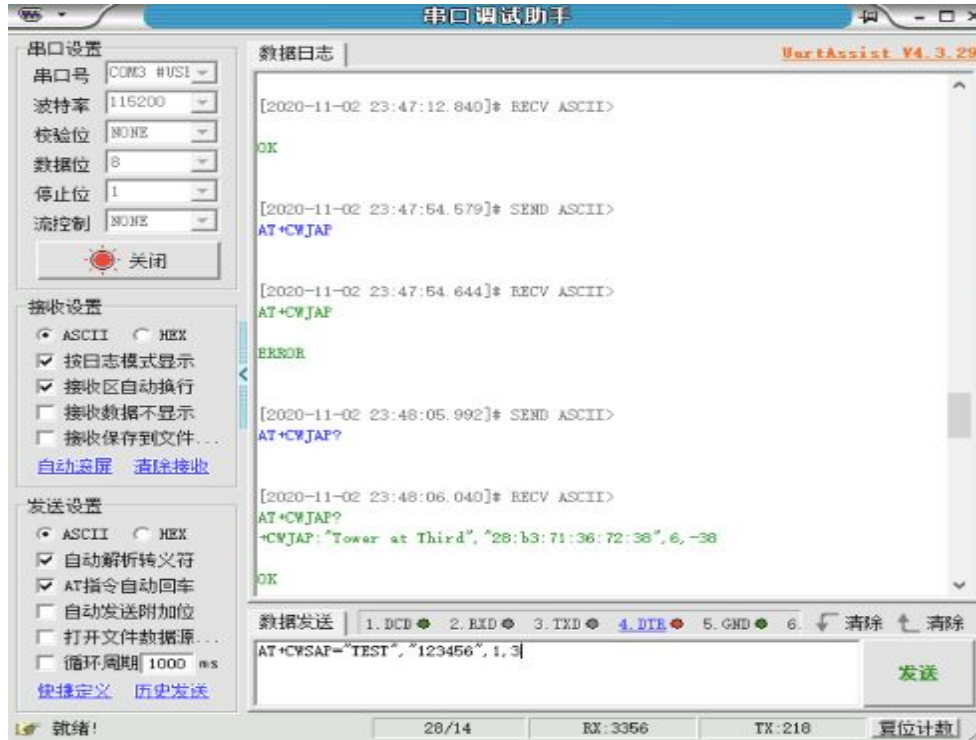 串口调试助手
串口设置
串口号 COM3 #USI
波特率 115200
校验位 NONE
数据位 8
停止位 1
流控制 NONE
关闭
接收设置
ASCII HEX
按日志模式显示
接收区自动换行
接收数据不显示
接收保存到文件...
自动滚屏 清除接收
发送设置
ASCII HEX
自动解析转义符
AT指令自动回车
自动发送附加位
打开文件数据源...
循环周期 1000 ms
快捷定义 历史发送
数据日志 UartAssist V4.3.29
[2020-11-02 23:47:12.840]# RECV ASCII>
OK
[2020-11-02 23:47:54.579]# SEND ASCII>
AT+CWJAP
[2020-11-02 23:47:54.644]# RECV ASCII>
AT+CWJAP
ERROR
[2020-11-02 23:48:05.992]# SEND ASCII>
AT+CWJAP?
[2020-11-02 23:48:06.040]# RECV ASCII>
AT+CWJAP?
+CWJAP:"Tower at Third","28:b3:71:36:72:38",6,-38
OK
数据发送 1.DCD 2.RXD 3.TXD 4.DTR 5.GND 6. 清除 清除
AT+CWSAP="TEST","123456",1,3
发送
就绪! 28/14 RX:3356 TX:218 复位计数